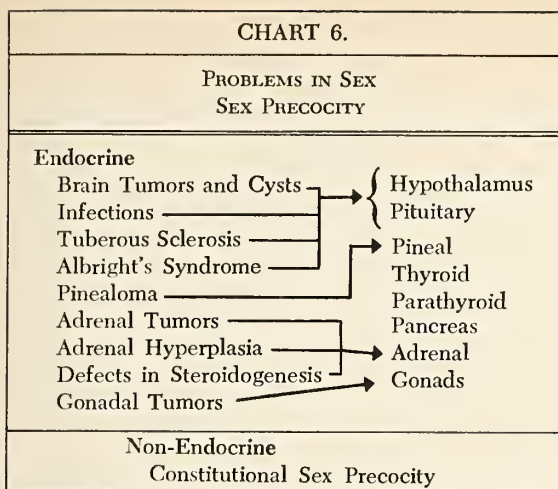 CHART 6.
PROBLEMS IN SEX
SEX PRECOCITY
Endocrine
Brain Tumors and Cysts
Infections
Tuberous Sclerosis
Albright's Syndrome
Pinealoma
Adrenal Tumors
Adrenal Hyperplasia
Defects in Steroidogenesis
Gonadal Tumors
Hypothalamus
Pituitary
Pineal
Thyroid
Parathyroid
Pancreas
Adrenal
Gonads
Non-Endocrine
Constitutional Sex Precocity